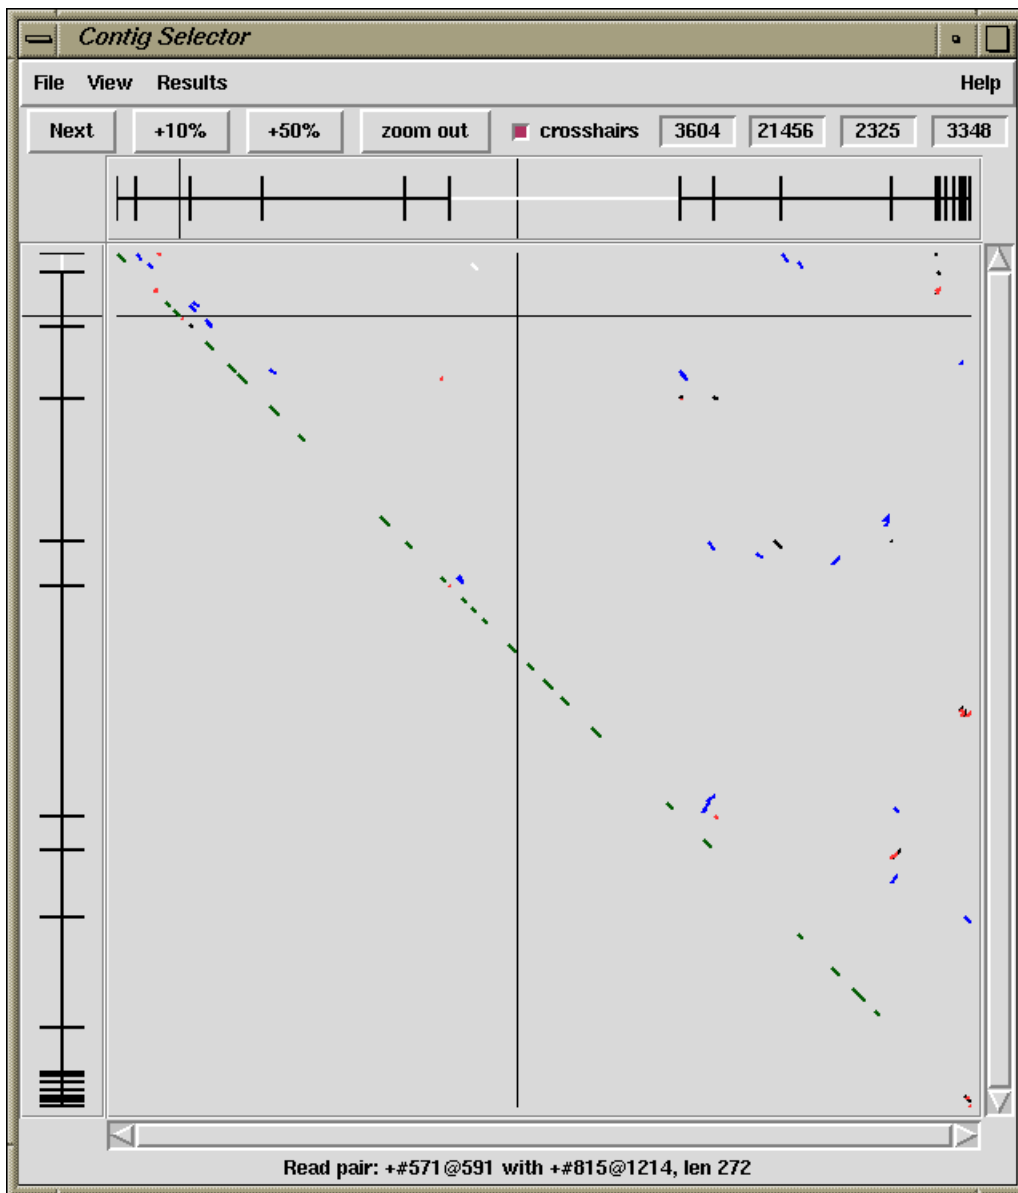 Contig Selector
File View Results Help
Next +10% +50% zoom out crosshairs 3604 21456 2325 3348
Read pair: +#571@591 with +#815@1214, len 272